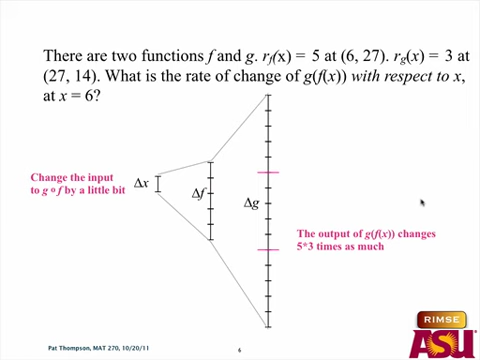 There are two functions f and g. rf(x) = 5 at (6, 27). rg(x) = 3 at
(27, 14). What is the rate of change of g(f(x)) with respect to x,
at x = 6?
Change the input
to g∘f by a little bit
Δx
Δf
Δg
The output of g(f(x)) changes
5*3 times as much
Pat Thompson, MAT 270, 10/20/11
6
RIMSE
ASU